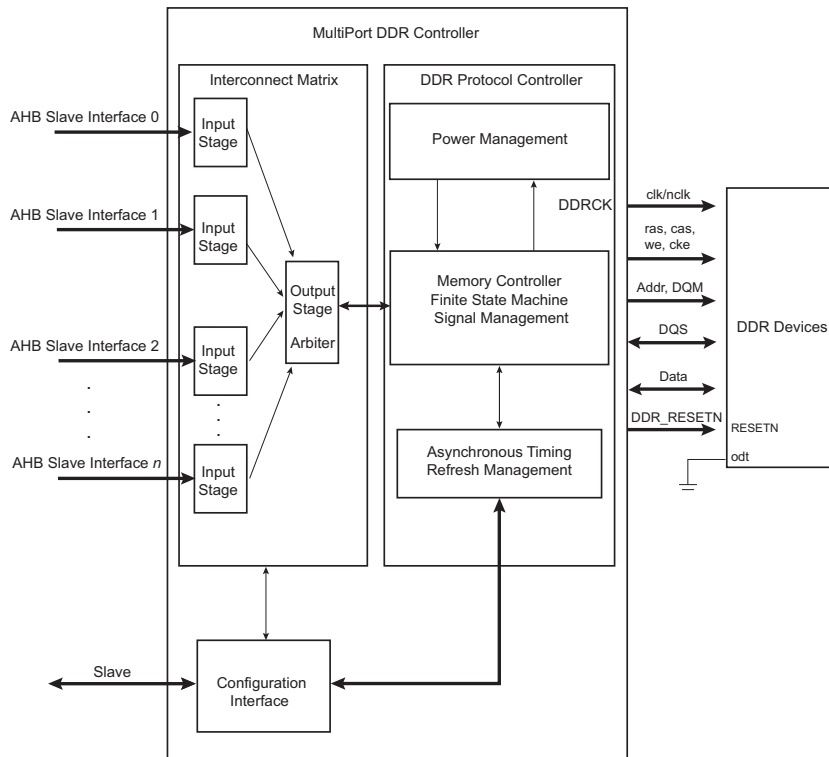 MultiPort DDR Controller
Interconnect Matrix
DDR Protocol Controller
AHB Slave Interface 0
Input
Stage
Power Management
AHB Slave Interface 1
Input
Stage
DDRCK
clk/nclk
ras, cas,
we, cke
Output
Stage
Arbiter
Memory Controller
Finite State Machine
Signal Management
Addr, DQM
DDR Devices
DQS
AHB Slave Interface 2
Input
Stage
Data
. . .
. . .
DDR_RESETN
RESETN
AHB Slave Interface n
Input
Stage
Asynchronous Timing
Refresh Management
odt
Slave
Configuration
Interface